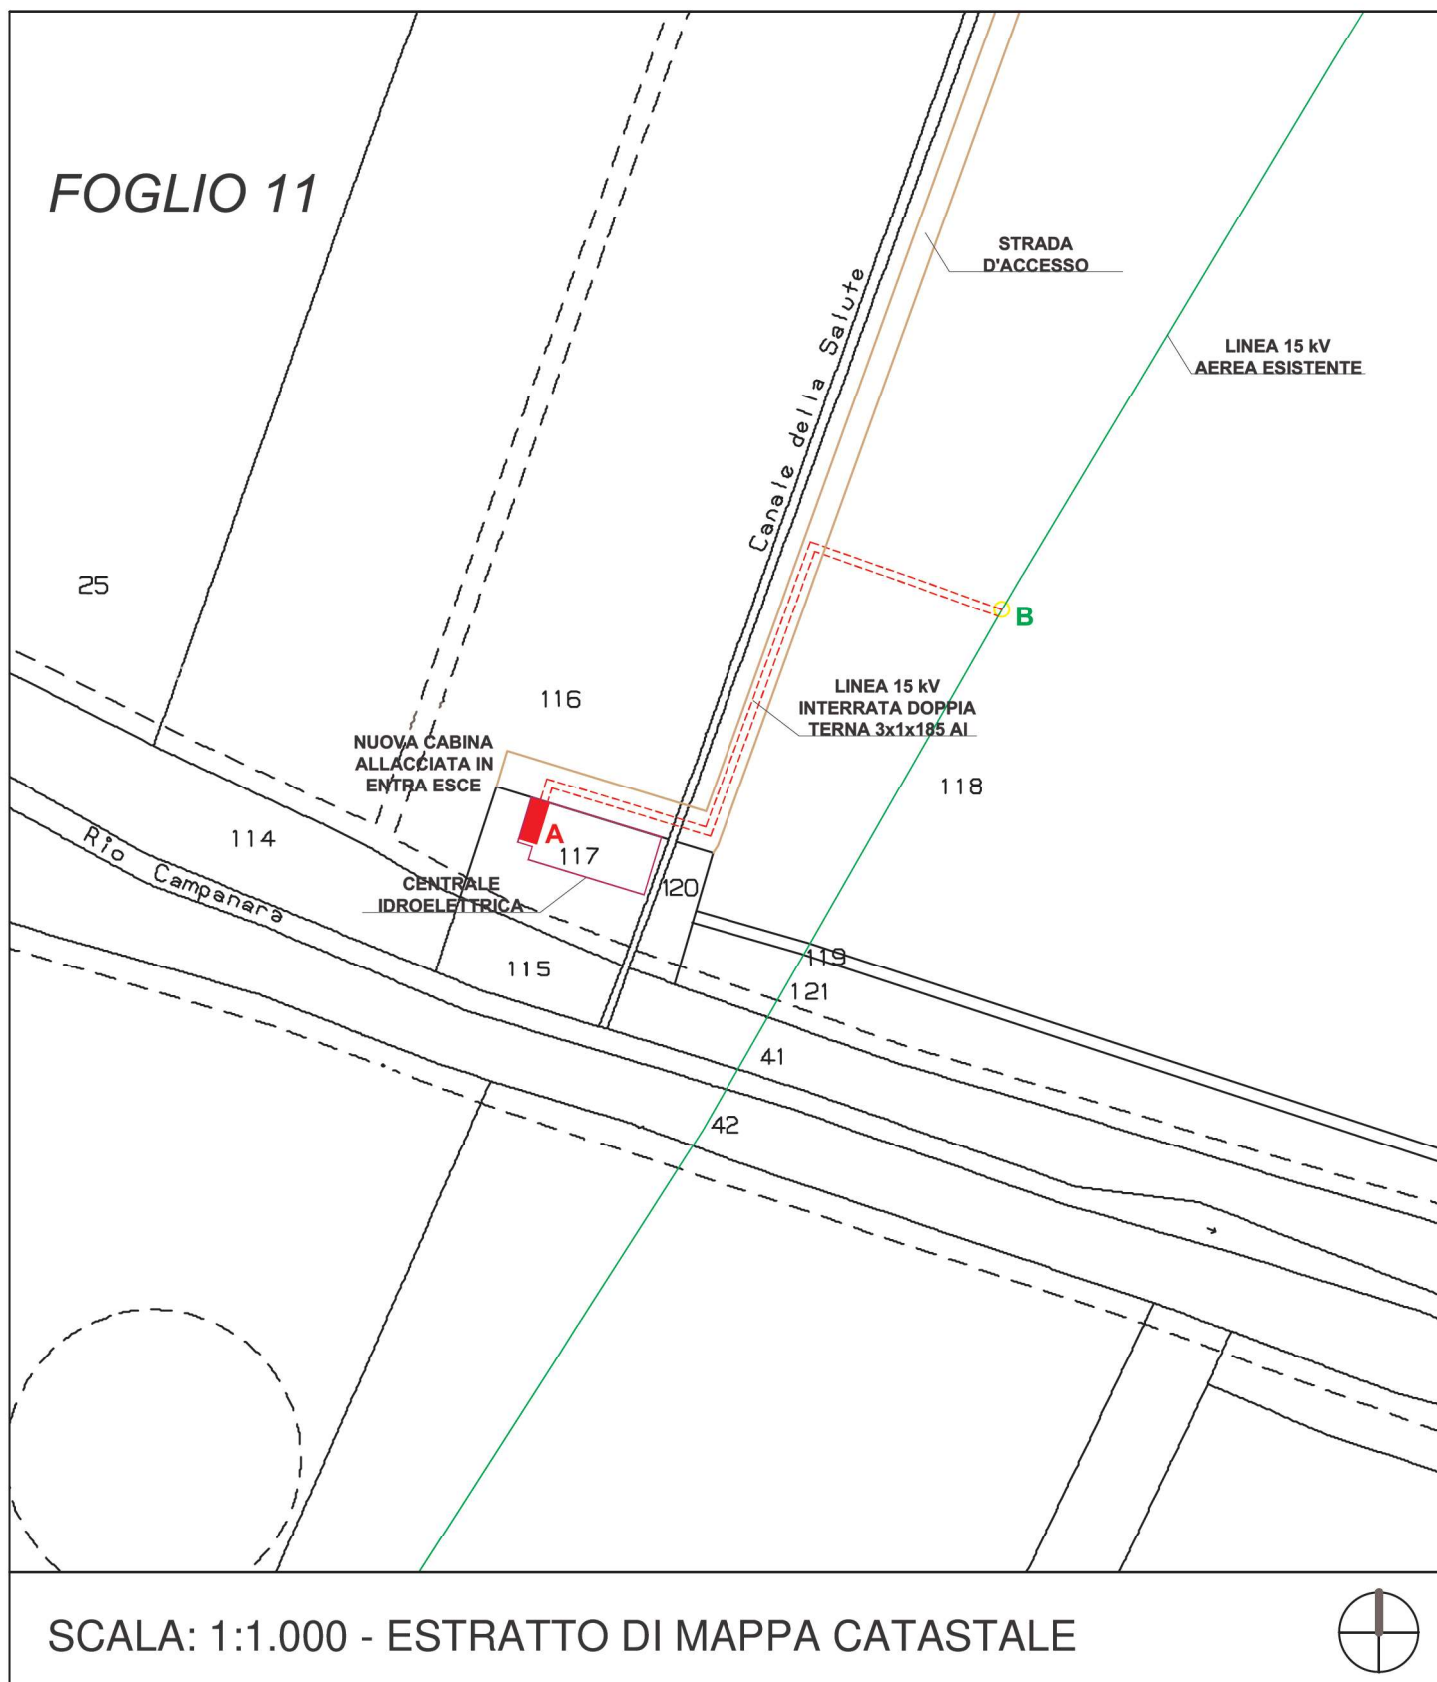 FOGLIO 11
STRADA
D'ACCESSO
LINEA 15 kV
AEREA ESISTENTE
Canale della Salute
25
B
116
LINEA 15 kV
INTERRATA DOPPIA
TERNA 3x1x185 Al
NUOVA CABINA
ALLACCIATA IN
ENTRA ESCE
118
114
A
117
Rio Campanara
CENTRALE
IDROELETTRICA
120
119
115
121
41
42
SCALA: 1:1.000 - ESTRATTO DI MAPPA CATASTALE